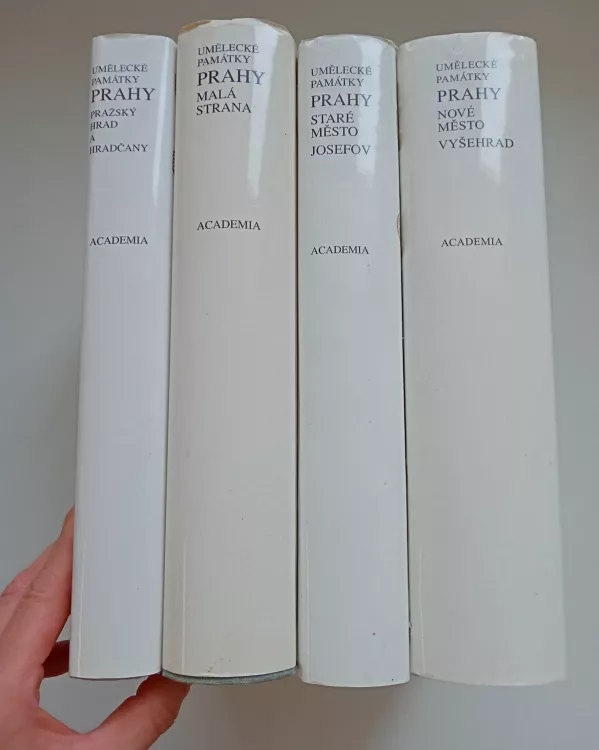 UMĚLECKÉ
PAMÁTKY
PRAHY
PRAŽSKÝ
HRAD
A
HRADČANY
ACADEMIA
UMĚLECKÉ
PAMÁTKY
PRAHY
MALÁ
STRANA
ACADEMIA
UMĚLECKÉ
PAMÁTKY
PRAHY
STARÉ
MĚSTO
JOSEFOV
ACADEMIA
UMĚLECKÉ
PAMÁTKY
PRAHY
NOVÉ
MĚSTO
VYŠEHRAD
ACADEMIA